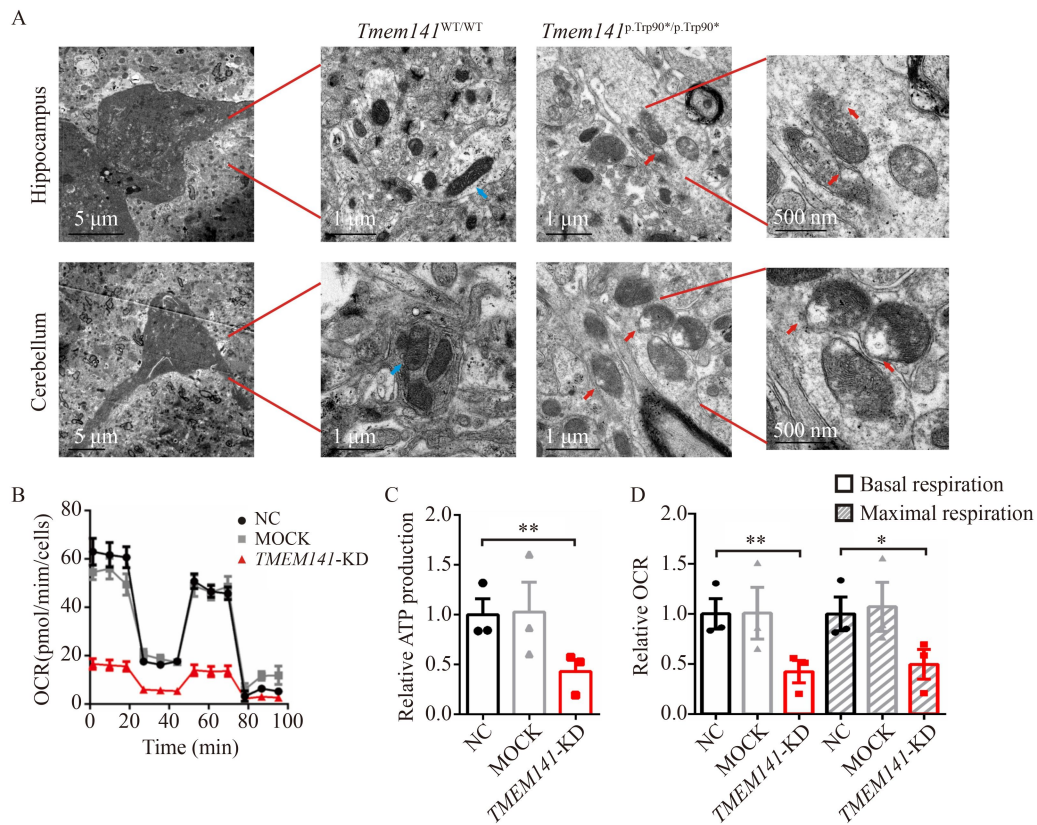 A
Tmem141WT/WT
Tmem141p.Trp90*/p.Trp90*
Hippocampus
5 μm
1 μm
1 μm
500 nm
Cerebellum
5 μm
1 μm
1 μm
500 nm
B
OCR(pmol/miim/cells)
80
60
40
20
0
0 20 40 60 80 100
Time (min)
NC
MOCK
TMEM141-KD
C
Relative ATP production
2.0
1.5
1.0
0.5
0.0
**
NC
MOCK
TMEM141-KD
D
Basal respiration
Maximal respiration
Relative OCR
2.0
1.5
1.0
0.5
0.0
**
*
NC
MOCK
TMEM141-KD
NC
MOCK
TMEM141-KD